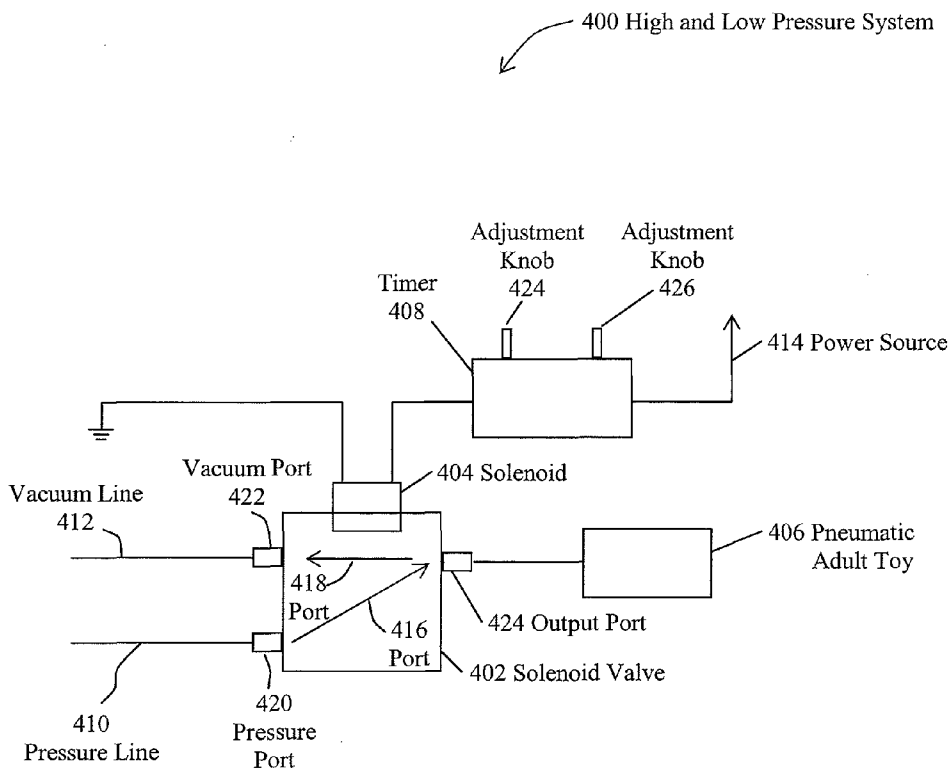 400 High and Low Pressure System
Adjustment
Knob
424
Adjustment
Knob
426
Timer
408
414 Power Source
404 Solenoid
Vacuum Port
422
Vacuum Line
412
406 Pneumatic
Adult Toy
418
Port
416
Port
424 Output Port
402 Solenoid Valve
420
Pressure
Port
410
Pressure Line